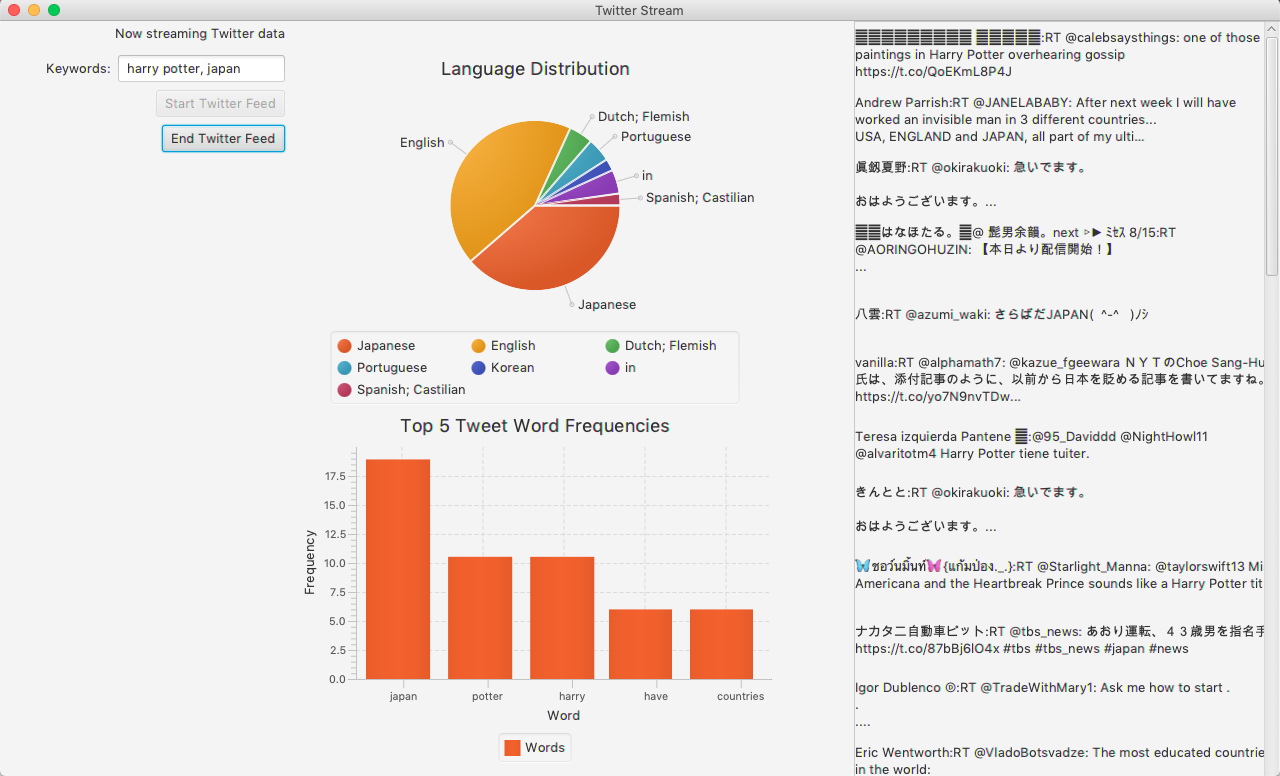 Twitter Stream
Now streaming Twitter data
Keywords:
harry potter, japan
Start Twitter Feed
End Twitter Feed
Language Distribution
Dutch; Flemish
Portuguese
English
in
Spanish; Castilian
Japanese
Japanese
English
Dutch; Flemish
Portuguese
Korean
in
Spanish; Castilian
Top 5 Tweet Word Frequencies
Frequency
17.5
15.0
12.5
10.0
7.5
5.0
2.5
0.0
japan
potter
harry
have
countries
Word
Words
:RT @calebsaysthings: one of those
paintings in Harry Potter overhearing gossip
https://t.co/QoEKmL8P4J
Andrew Parrish:RT @JANELABABY: After next week I will have
worked an invisible man in 3 different countries...
USA, ENGLAND and JAPAN, all part of my ulti...
眞釼夏野:RT @okirakuoki: 急いでます。
おはようございます。...
はなほたる。@ 髭男余韻。next ▷▶ ﾐｾｽ 8/15:RT
@AORINGOHUZIN: 【本日より配信開始！】
...
八雲:RT @azumi_waki: さらばだJAPAN( ^-^ )ﾉｼ
vanilla:RT @alphamath7: @kazue_fgeewara ＮＹＴのChoe Sang-Hu
氏は、添付記事のように、以前から日本を貶める記事を書いてますね。
https://t.co/yo7N9nvTDw...
Teresa izquierda Pantene :@95_Daviddd @NightHowl11
@alvaritotm4 Harry Potter tiene tuiter.
きんとと:RT @okirakuoki: 急いでます。
おはようございます。...
🦋ชอว์นมิ้นท์🦋{แก้มป่อง._.}:RT @Starlight_Manna: @taylorswift13 Mi
Americana and the Heartbreak Prince sounds like a Harry Potter tit
ナカタ二自動車ピット:RT @tbs_news: あおり運転、４３歳男を指名手
https://t.co/87bBj6lO4x #tbs #tbs_news #japan #news
Igor Dublenco ®:RT @TradeWithMary1: Ask me how to start .
.
....
Eric Wentworth:RT @VladoBotsvadze: The most educated countrie
in the world: